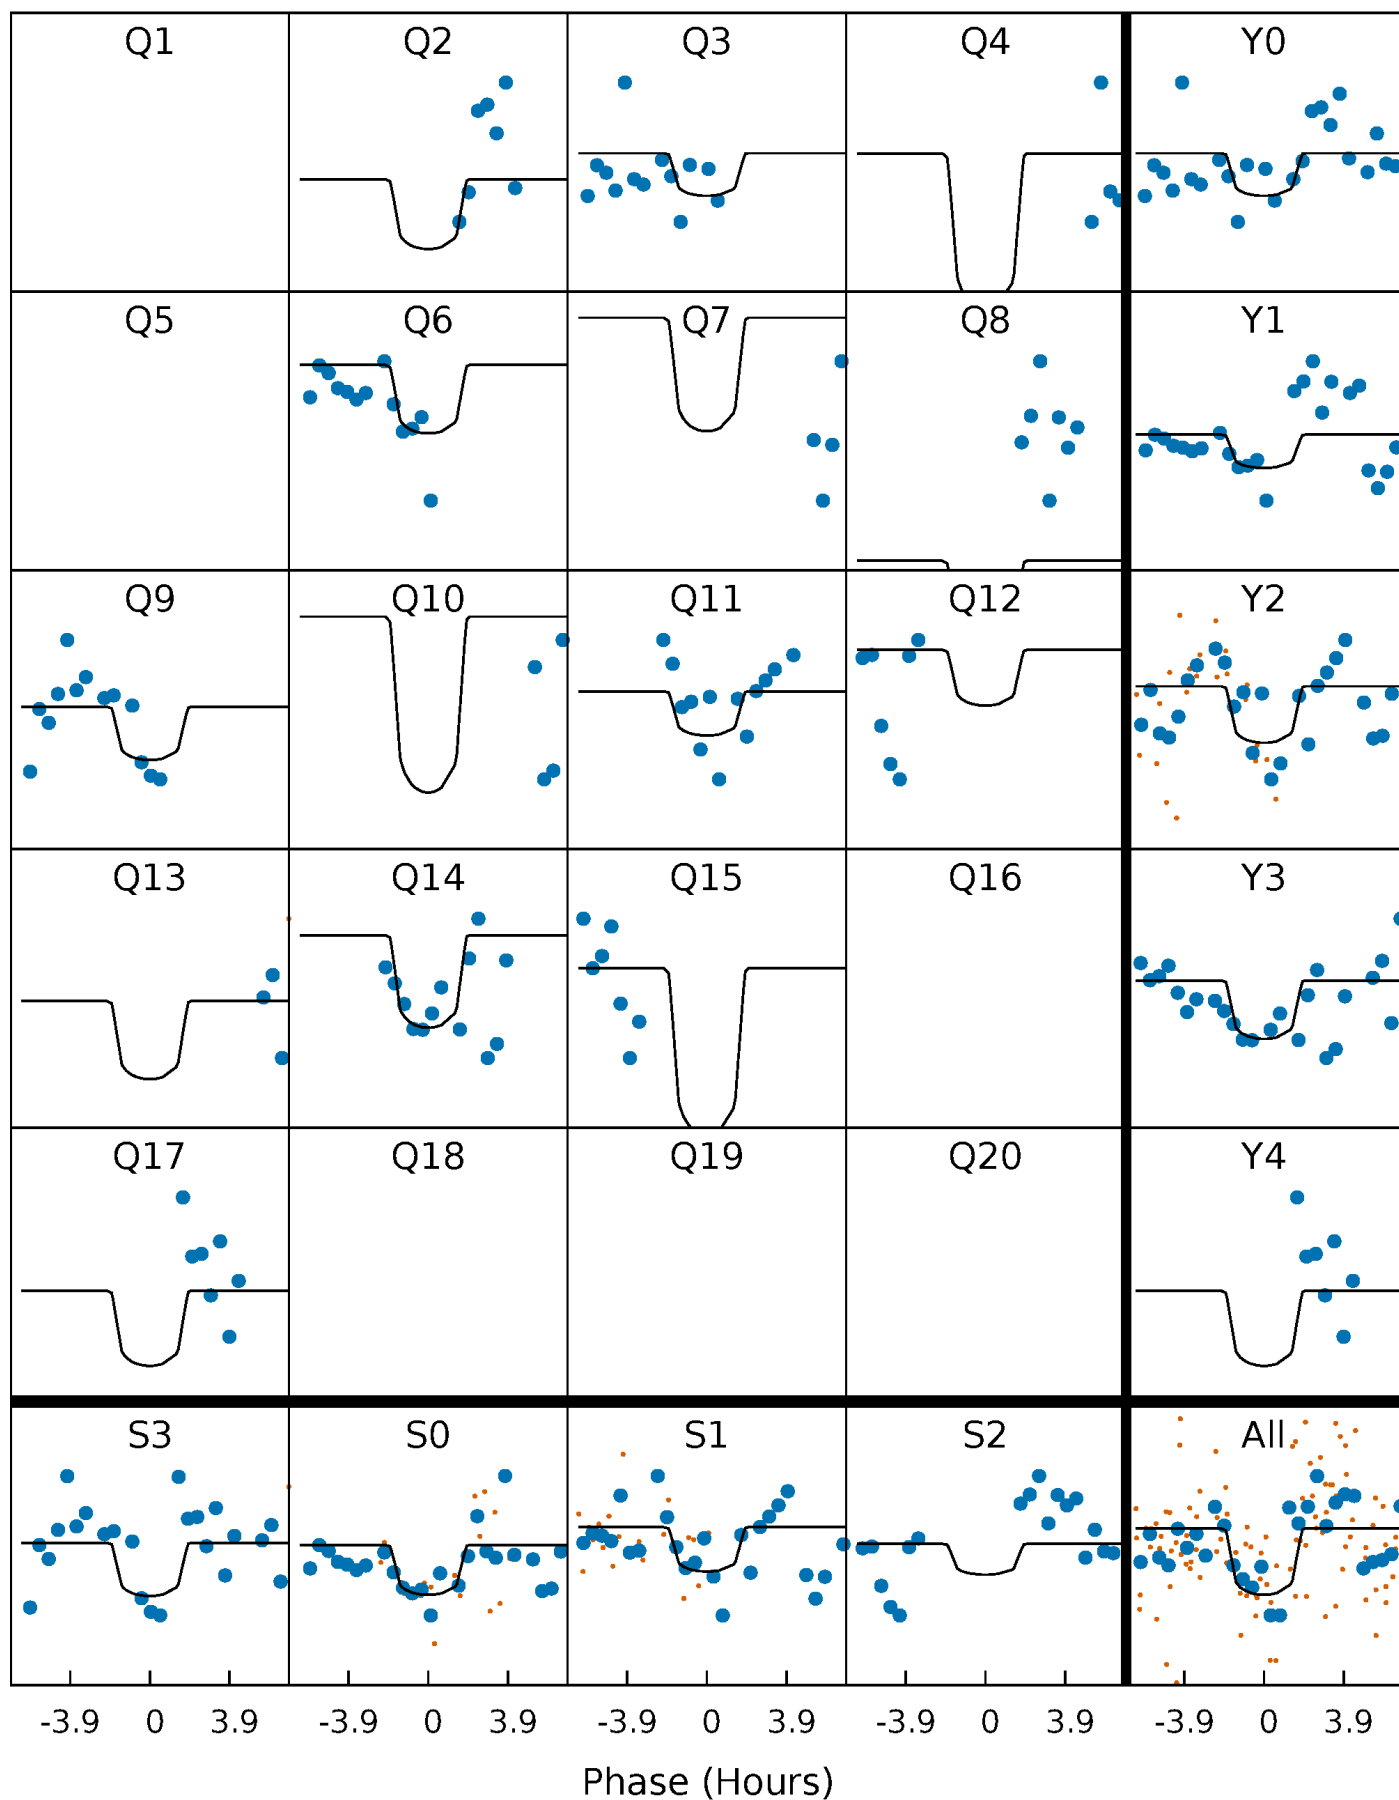 Q1 Q2 Q3 Q4 Y0
Q5 Q6 Q7 Q8 Y1
Q9 Q10 Q11 Q12 Y2
Q13 Q14 Q15 Q16 Y3
Q17 Q18 Q19 Q20 Y4
S3 S0 S1 S2 All
-3.9 0 3.9 -3.9 0 3.9 -3.9 0 3.9 -3.9 0 3.9 -3.9 0 3.9
Phase (Hours)